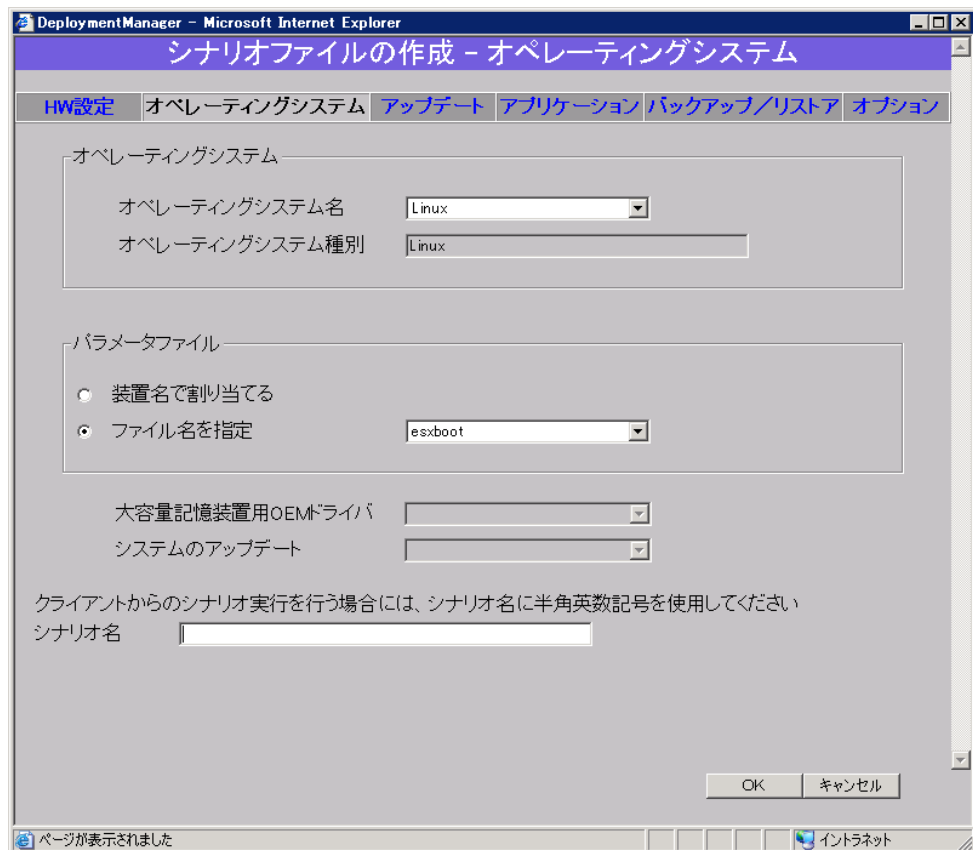 DeploymentManager - Microsoft Internet Explorer
シナリオファイルの作成 - オペレーティングシステム
HW設定 オペレーティングシステム アップデート アプリケーション バックアップ/リストア オプション
オペレーティングシステム
オペレーティングシステム名 Linux
オペレーティングシステム種別 Linux
パラメータファイル
装置名で割り当てる
ファイル名を指定 esxboot
大容量記憶装置用OEMドライバ
システムのアップデート
クライアントからのシナリオ実行を行う場合には、シナリオ名に半角英数記号を使用してください
シナリオ名
OK キャンセル
ページが表示されました イントラネット